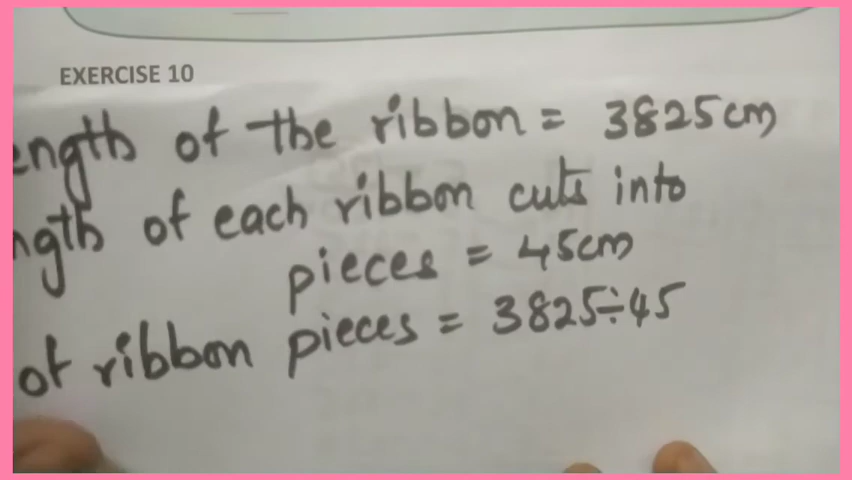 EXERCISE 10
ength of the ribbon = 3825cm
ngth of each ribbon cuts into
pieces = 45cm
of ribbon pieces = 3825÷45